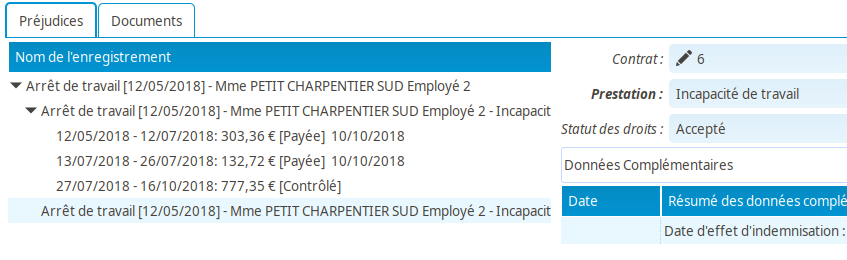 Préjudices
Documents
Nom de l'enregistrement
Arrêt de travail [12/05/2018] - Mme PETIT CHARPENTIER SUD Employé 2
Arrêt de travail [12/05/2018] - Mme PETIT CHARPENTIER SUD Employé 2 - Incapacit
12/05/2018 - 12/07/2018: 303,36 € [Payée] 10/10/2018
13/07/2018 - 26/07/2018: 132,72 € [Payée] 10/10/2018
27/07/2018 - 16/10/2018: 777,35 € [Contrôlé]
Arrêt de travail [12/05/2018] - Mme PETIT CHARPENTIER SUD Employé 2 - Incapacit
Contrat : 6
Prestation : Incapacité de travail
Statut des droits : Accepté
Données Complémentaires
Date Résumé des données complé
Date d'effet d'indemnisation :